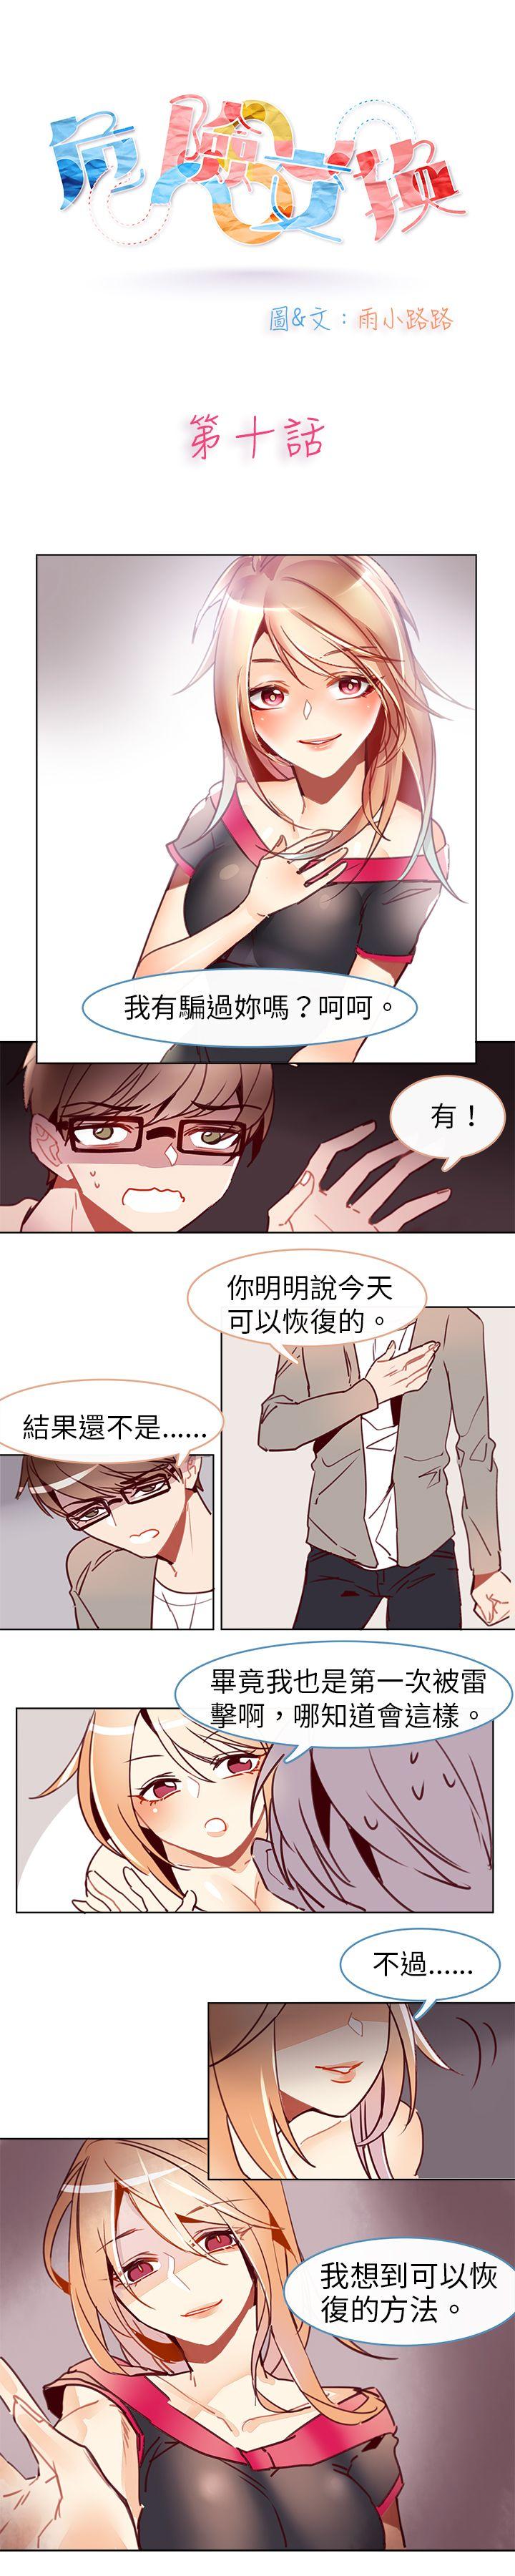 危險交換
圖&文：雨小路路
第十話
我有騙過妳嗎？呵呵。
有！
你明明說今天
可以恢復的。
結果還不是……
畢竟我也是第一次被雷
擊啊，哪知道會這樣。
不過……
我想到可以恢
復的方法。